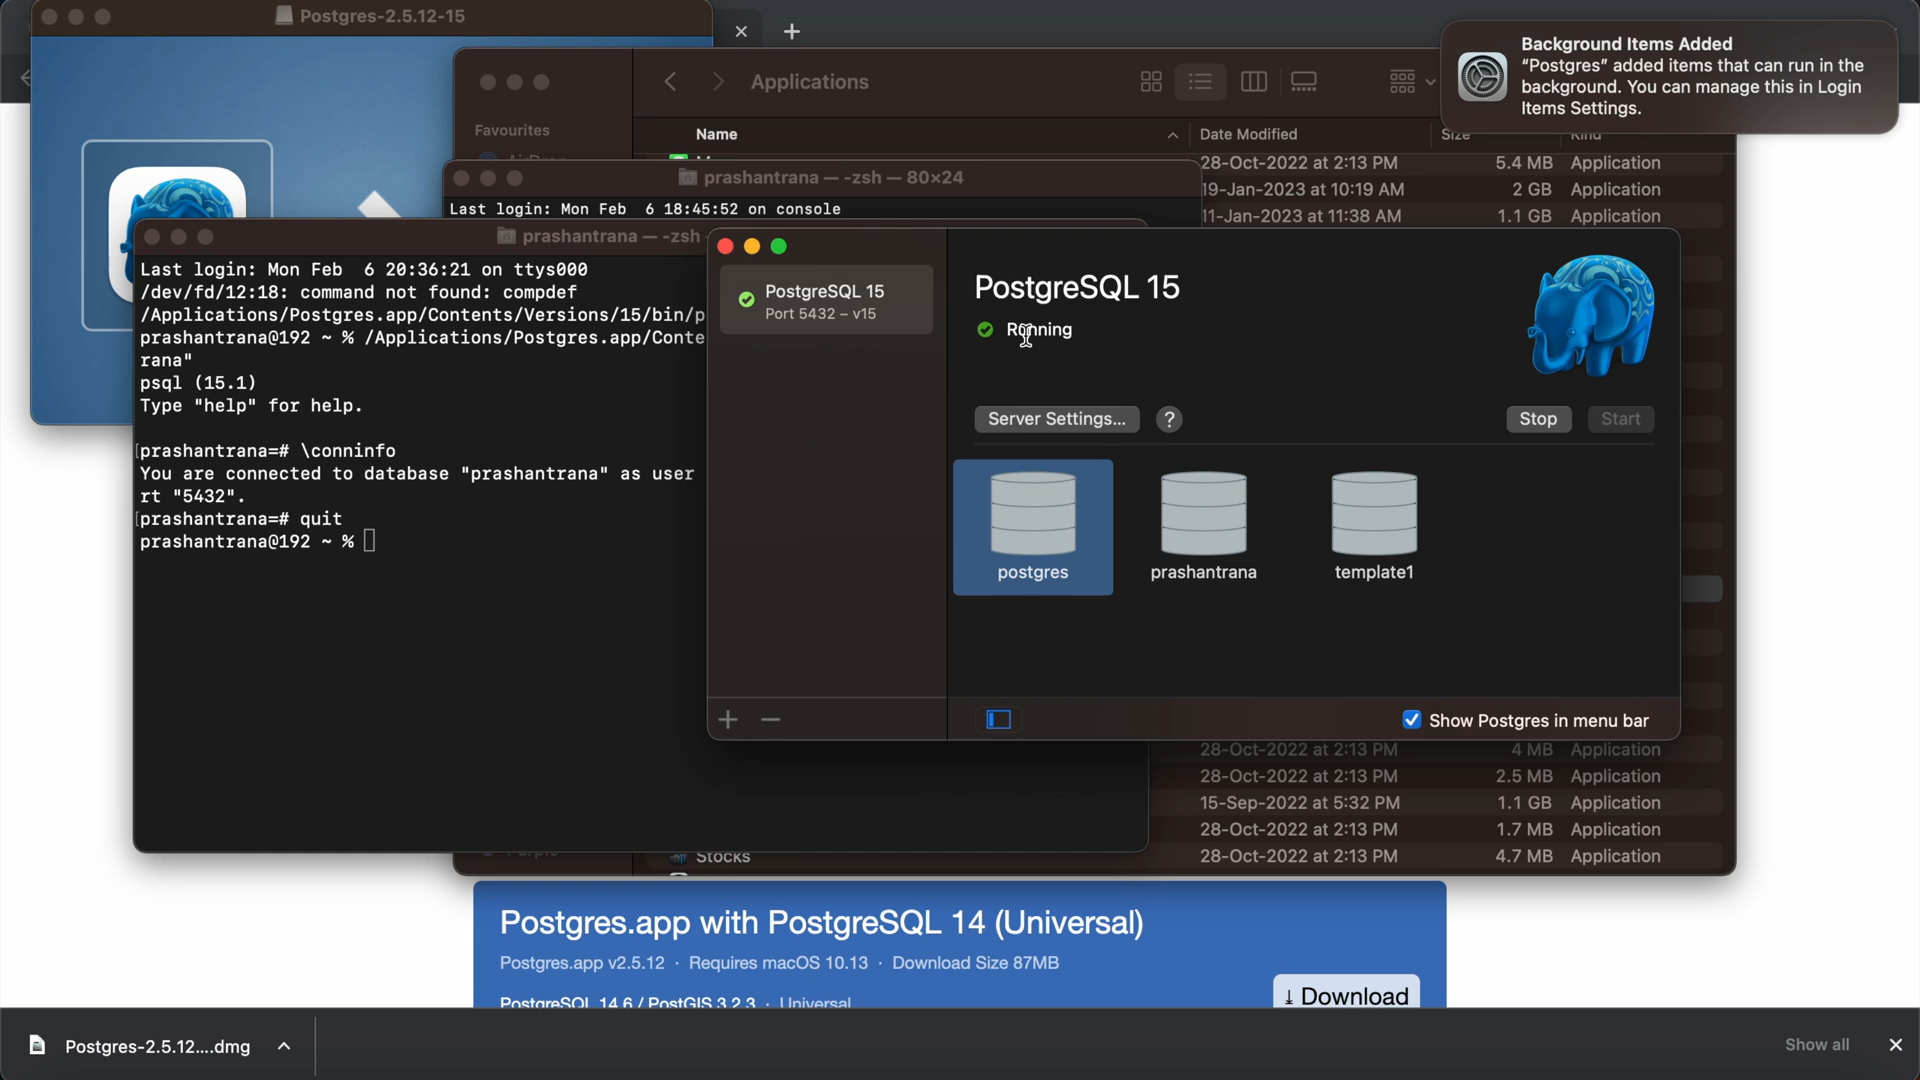 Postgres-2.5.12-15
Background Items Added
“Postgres” added items that can run in the
background. You can manage this in Login
Items Settings.
Applications
Favourites
Name
Date Modified
Size
Kind
28-Oct-2022 at 2:13 PM 5.4 MB Application
19-Jan-2023 at 10:19 AM 2 GB Application
11-Jan-2023 at 11:38 AM 1.1 GB Application
prashantrana — -zsh — 80×24
Last login: Mon Feb  6 18:45:52 on console
prashantrana — -zsh
Last login: Mon Feb  6 20:36:21 on ttys000
/dev/fd/12:18: command not found: compdef
/Applications/Postgres.app/Contents/Versions/15/bin/p
prashantrana@192 ~ % /Applications/Postgres.app/Conte
rana"
psql (15.1)
Type "help" for help.
[prashantrana=# \conninfo
You are connected to database "prashantrana" as user
rt "5432".
[prashantrana=# quit
prashantrana@192 ~ %
PostgreSQL 15
Port 5432 – v15
PostgreSQL 15
Running
Server Settings...
?
Stop
Start
postgres
prashantrana
template1
Show Postgres in menu bar
28-Oct-2022 at 2:13 PM 4 MB Application
28-Oct-2022 at 2:13 PM 2.5 MB Application
15-Sep-2022 at 5:32 PM 1.1 GB Application
28-Oct-2022 at 2:13 PM 1.7 MB Application
Stocks 28-Oct-2022 at 2:13 PM 4.7 MB Application
Postgres.app with PostgreSQL 14 (Universal)
Postgres.app v2.5.12 · Requires macOS 10.13 · Download Size 87MB
PostgreSQL 14.6 / PostGIS 3.2.3 · Universal
Download
Postgres-2.5.12....dmg
Show all